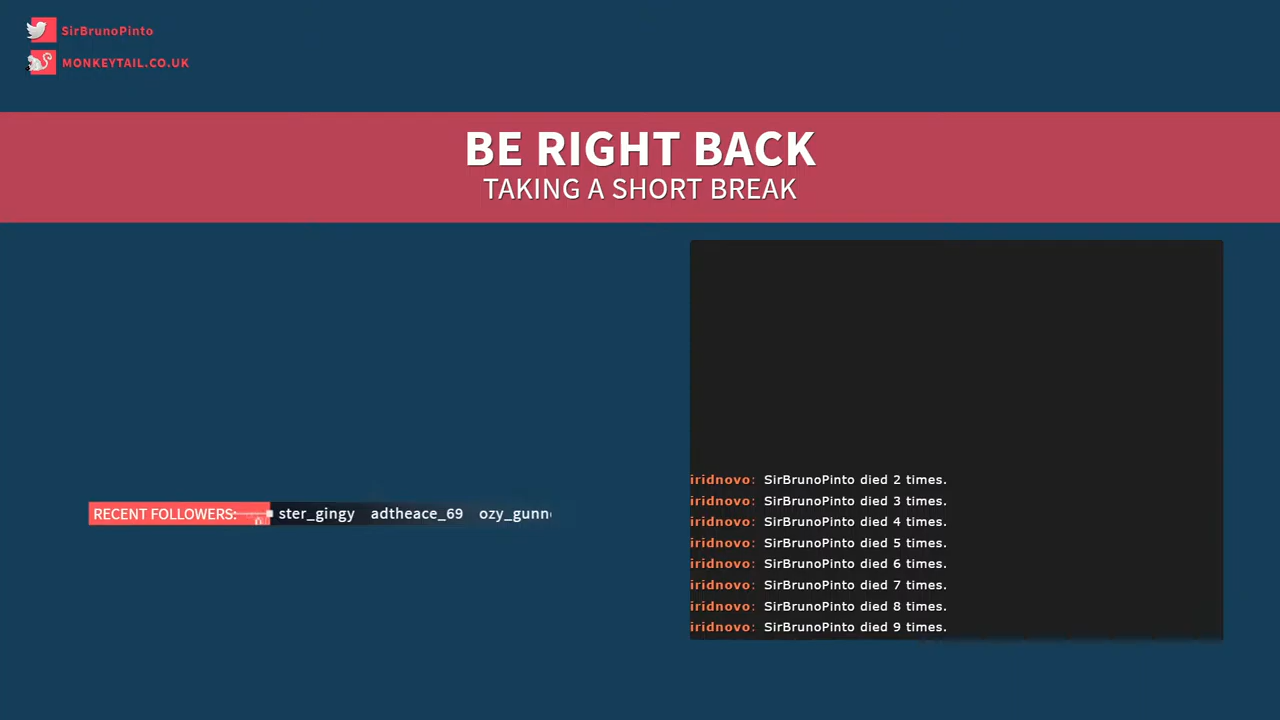 SirBrunoPinto
MONKEYTAIL.CO.UK
BE RIGHT BACK
TAKING A SHORT BREAK
RECENT FOLLOWERS: ster_gingy adtheace_69 ozy_gunn
iridnovo: SirBrunoPinto died 2 times.
iridnovo: SirBrunoPinto died 3 times.
iridnovo: SirBrunoPinto died 4 times.
iridnovo: SirBrunoPinto died 5 times.
iridnovo: SirBrunoPinto died 6 times.
iridnovo: SirBrunoPinto died 7 times.
iridnovo: SirBrunoPinto died 8 times.
iridnovo: SirBrunoPinto died 9 times.